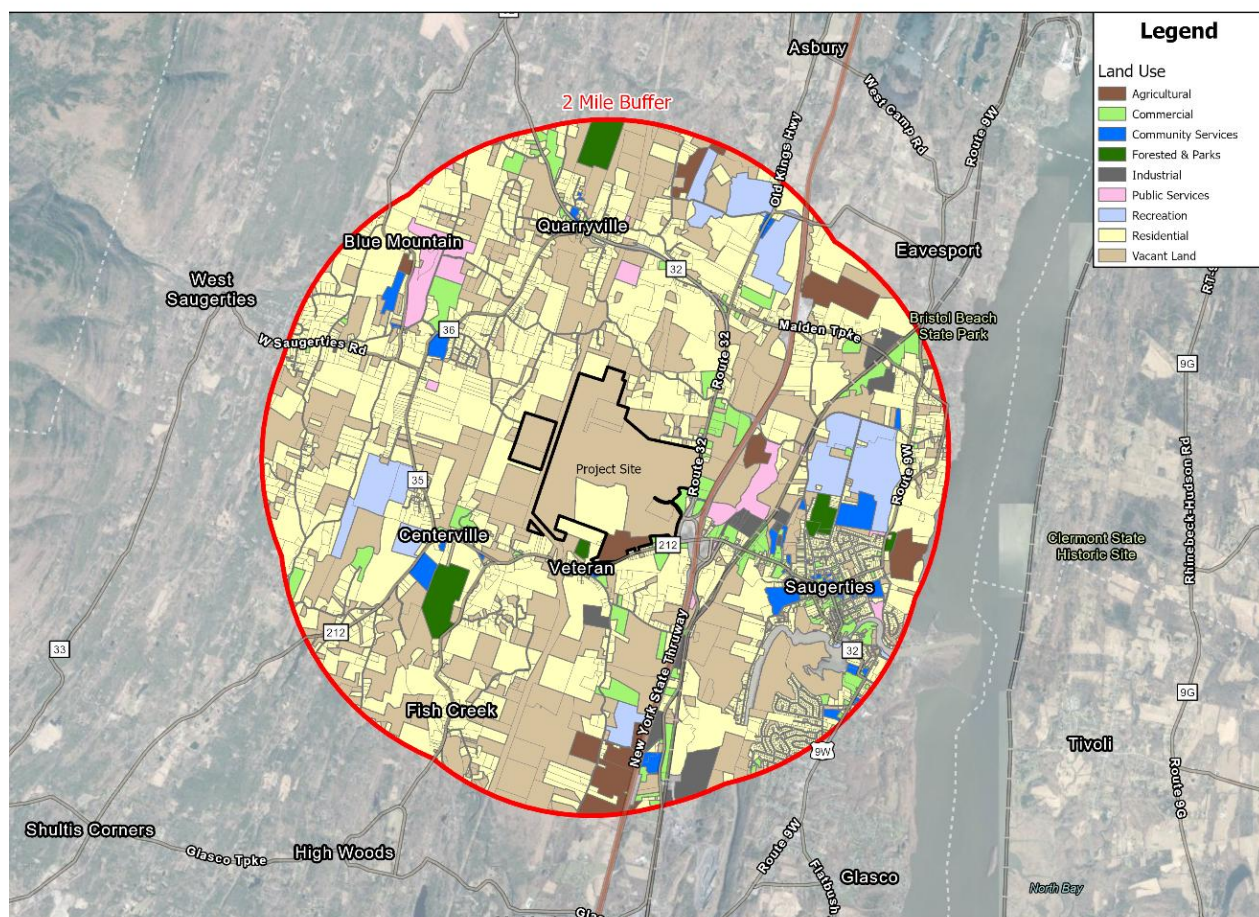 Legend
Land Use
Agricultural
Commercial
Community Services
Forested & Parks
Industrial
Public Services
Recreation
Residential
Vacant Land
32
Asbury
West Camp Rd
Route 9W
2 Mile Buffer
Old Kings Hwy
Quarryville
Blue Mountain
Eavesport
West
Saugerties
32
RT-9
Bristol Beach
State Park
Malden Tpke
36
W Saugerties Rd
Route 32
9G
Project Site
Route 32
Route 9W
Rhinebeck-Hudson Rd
35
Centerville
212
Veteran
Clermont State
Historic Site
Saugerties
212
33
32
9G
New York State Thruway
Fish Creek
9W
Tivoli
Route 9G
Shultis Corners
Glasco Tpke
High Woods
Route 9W
Flatbush
Glasco
North Bay